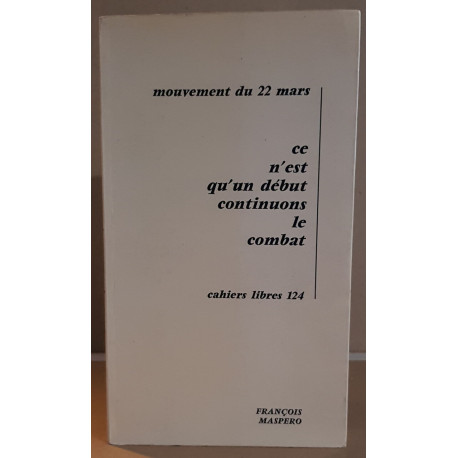 mouvement du 22 mars
ce
n'est
qu'un début
continuons
le
combat
cahiers libres 124
FRANÇOIS
MASPERO